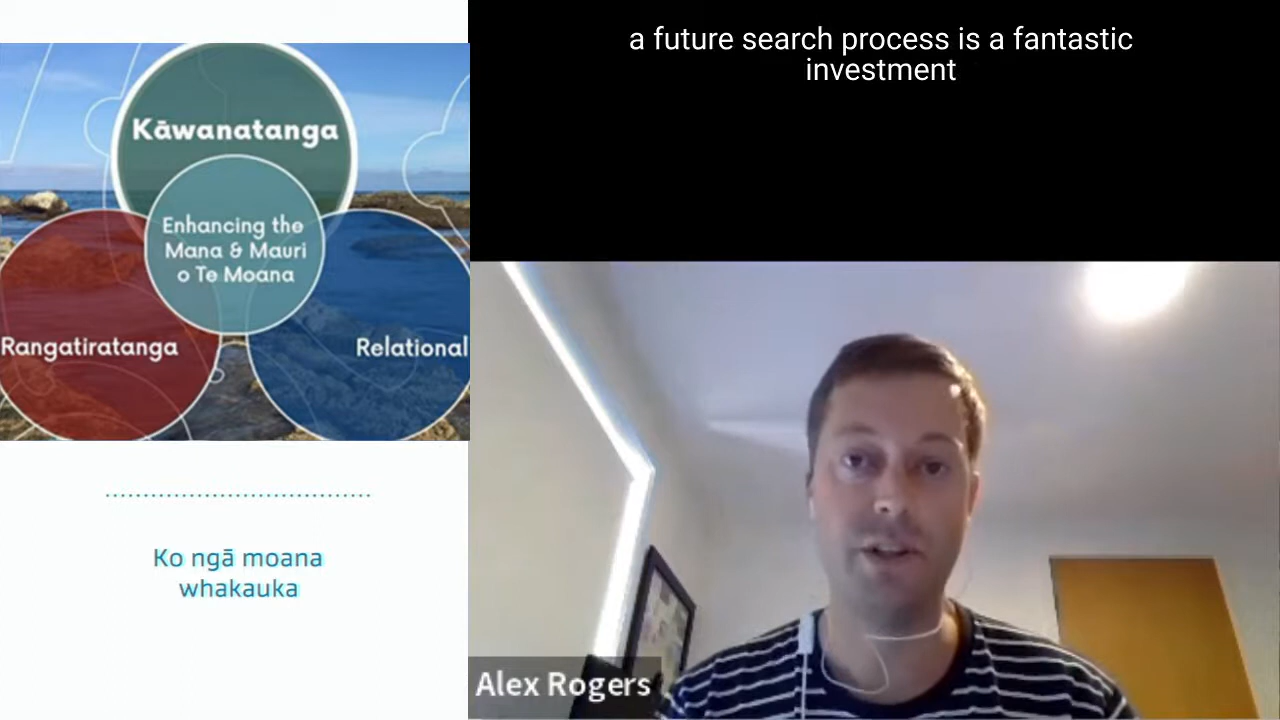 a future search process is a fantastic
investment
Kāwanatanga
Enhancing the
Mana & Mauri
o Te Moana
Rangatiratanga
Relational
Ko ngā moana
whakauka
Alex Rogers